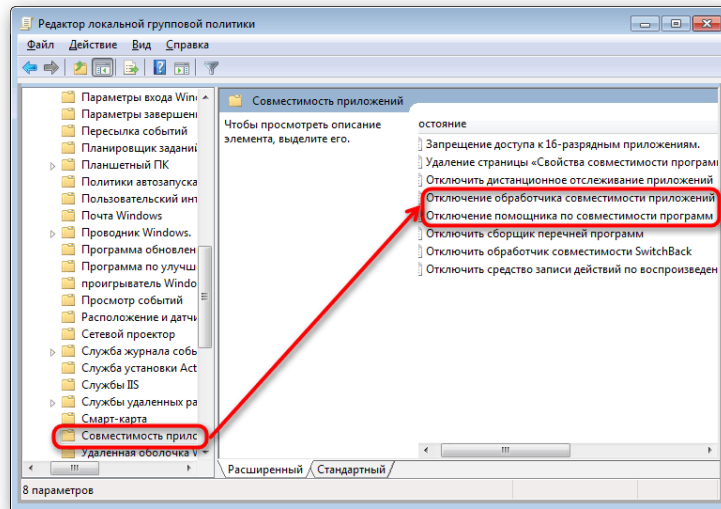 Редактор локальной групповой политики
Файл Действие Вид Справка
Параметры входа Wind
Параметры завершен
Пересылка событий
Планировщик заданий
Планшетный ПК
Политики автозапуска
Пользовательский инт
Почта Windows
Проводник Windows.
Программа обновлен
Программа по улучш
проигрыватель Windo
Просмотр событий
Расположение и датчи
Сетевой проектор
Служба журнала собы
Служба установки Act
Службы IIS
Службы удаленных ра
Смарт-карта
Совместимость прилс
Удаленная оболочка W
Совместимость приложений
Чтобы просмотреть описание
элемента, выделите его.
остояние
Запрещение доступа к 16-разрядным приложениям.
Удаление страницы «Свойства совместимости програми
Отключить дистанционное отслеживание приложений
Отключение обработчика совместимости приложений
Отключение помощника по совместимости программ
Отключить сборщик перечней программ
Отключить обработчик совместимости SwitchBack
Отключить средство записи действий по воспроизведен
Расширенный Стандартный
8 параметров